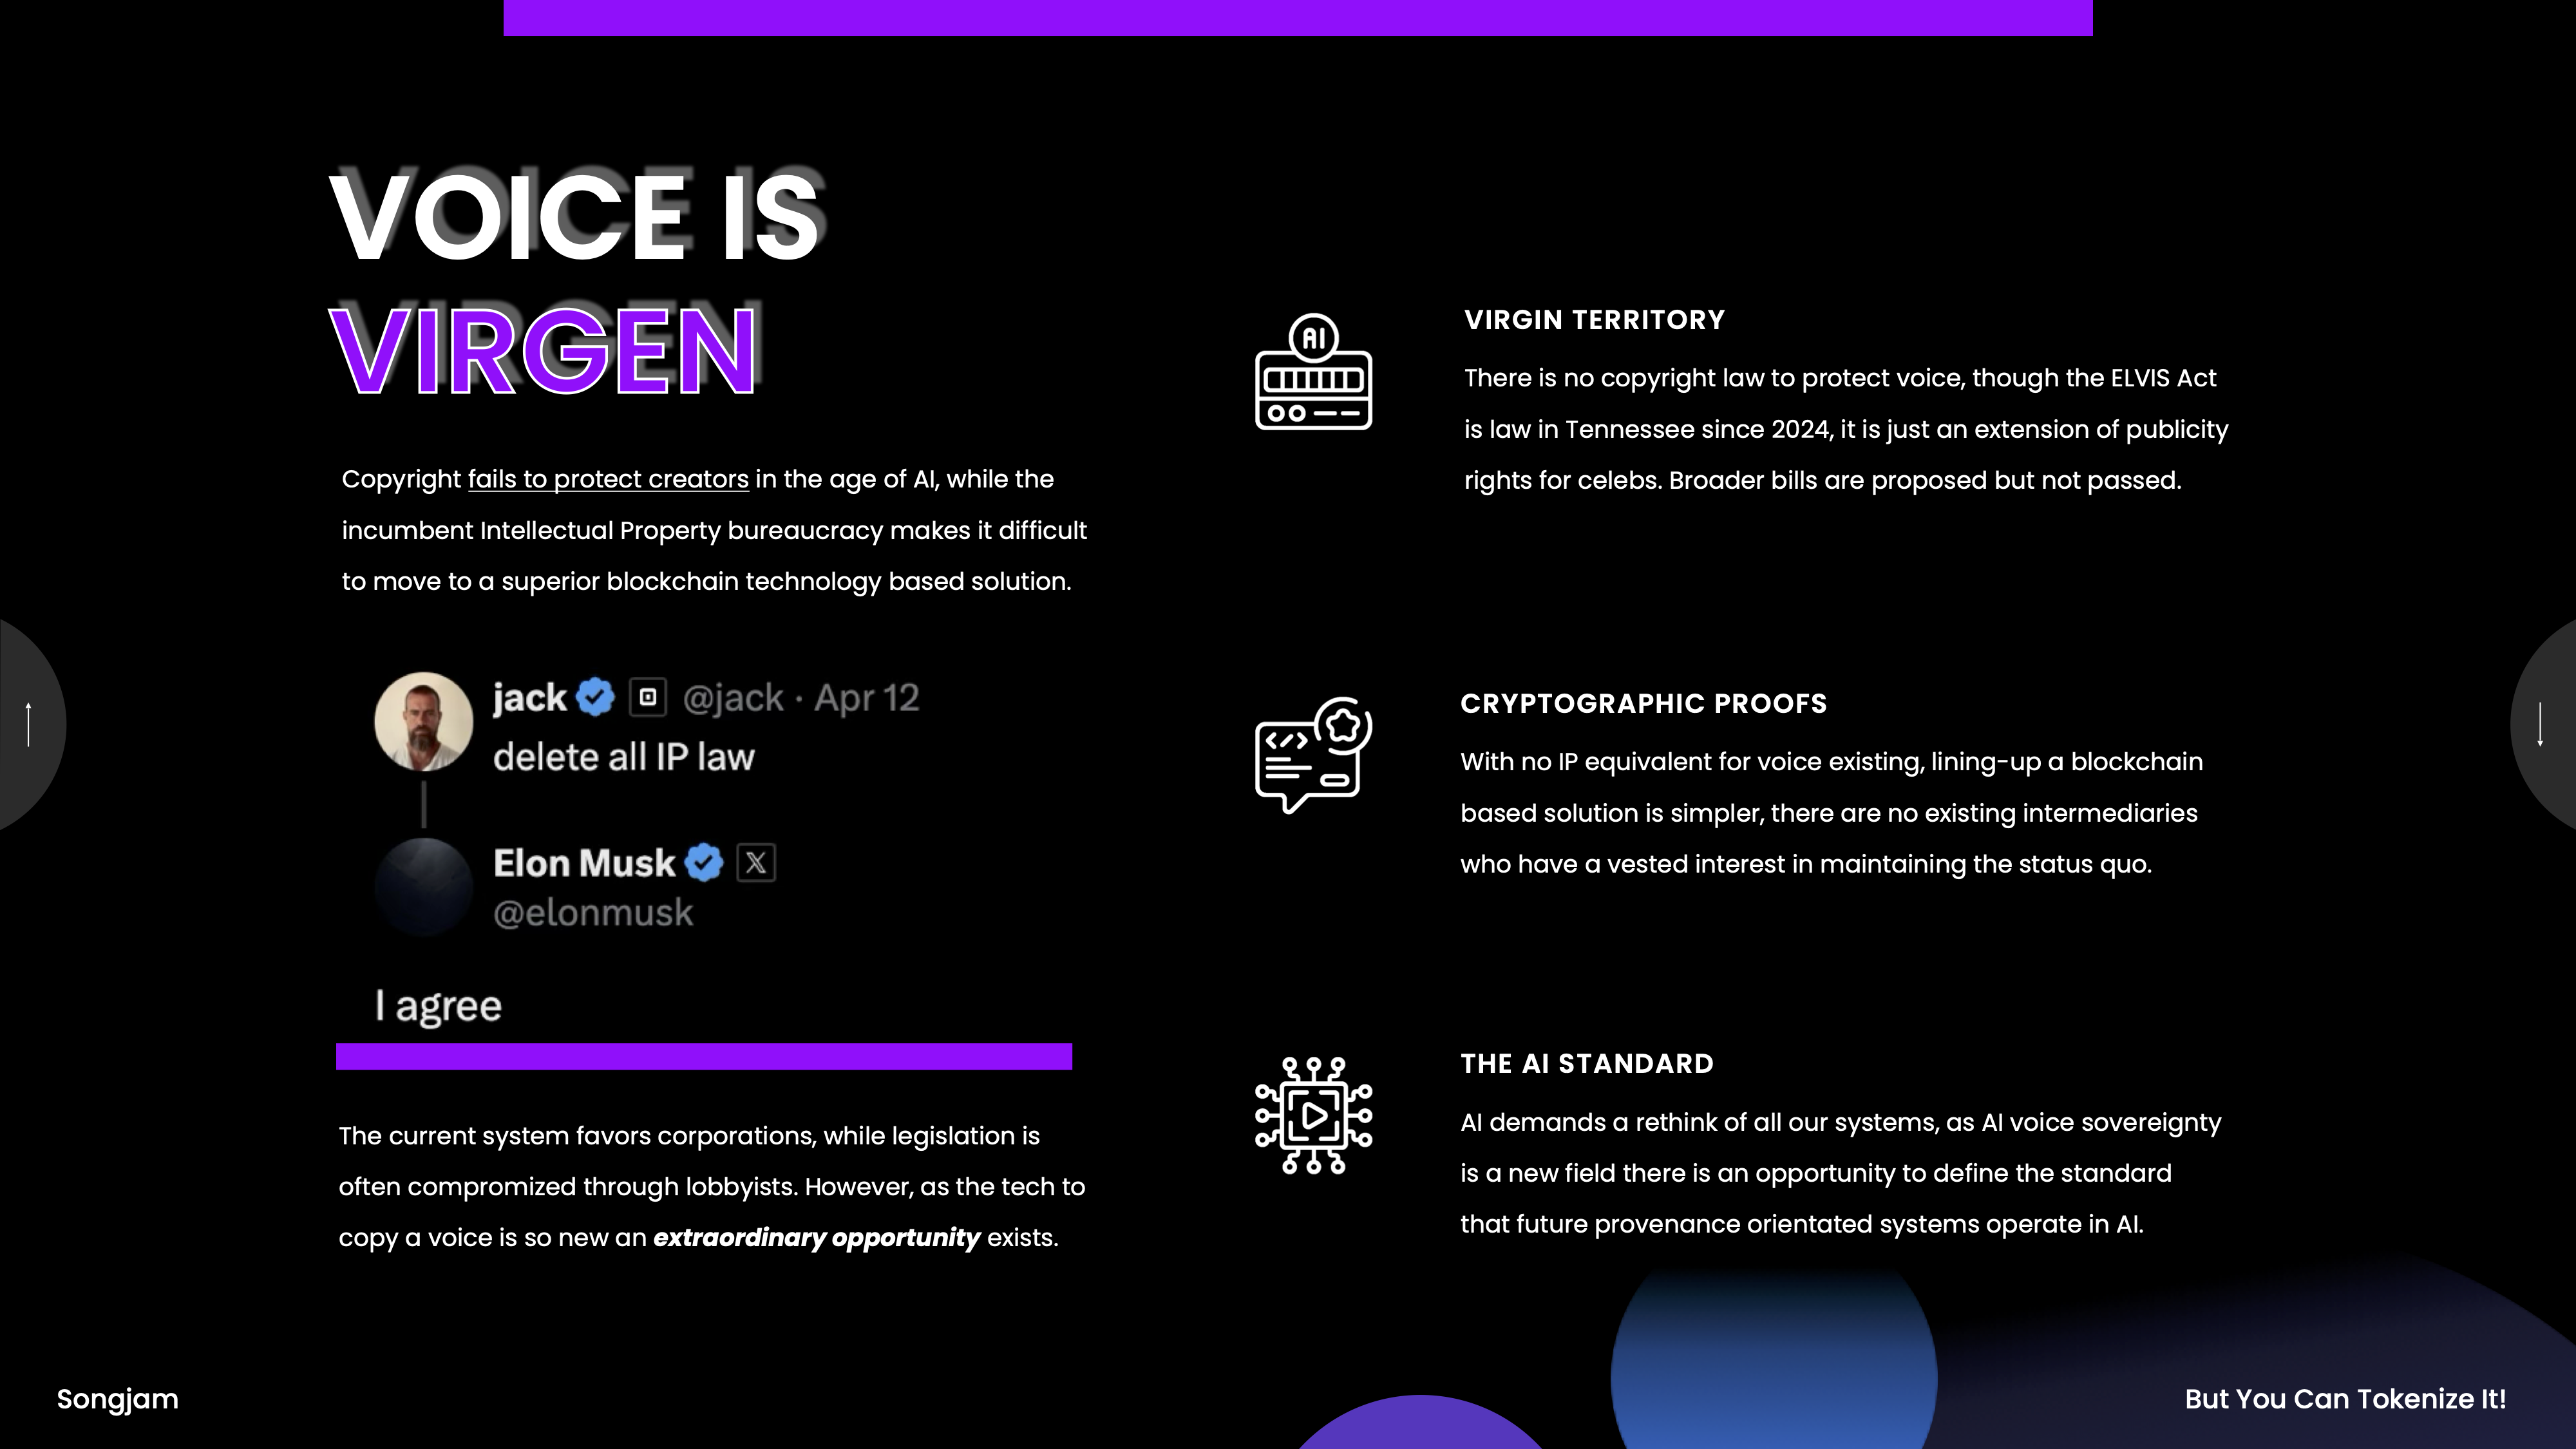 VOICE IS
VIRGEN
Copyright fails to protect creators in the age of AI, while the
incumbent Intellectual Property bureaucracy makes it difficult
to move to a superior blockchain technology based solution.
jack @jack · Apr 12
delete all IP law
Elon Musk
@elonmusk
I agree
The current system favors corporations, while legislation is
often compromized through lobbyists. However, as the tech to
copy a voice is so new an extraordinary opportunity exists.
AI
VIRGIN TERRITORY
There is no copyright law to protect voice, though the ELVIS Act
is law in Tennessee since 2024, it is just an extension of publicity
rights for celebs. Broader bills are proposed but not passed.
CRYPTOGRAPHIC PROOFS
With no IP equivalent for voice existing, lining-up a blockchain
based solution is simpler, there are no existing intermediaries
who have a vested interest in maintaining the status quo.
THE AI STANDARD
AI demands a rethink of all our systems, as AI voice sovereignty
is a new field there is an opportunity to define the standard
that future provenance orientated systems operate in AI.
Songjam
But You Can Tokenize It!